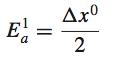 $E_a^1 = \frac{\Delta x^0}{2}$